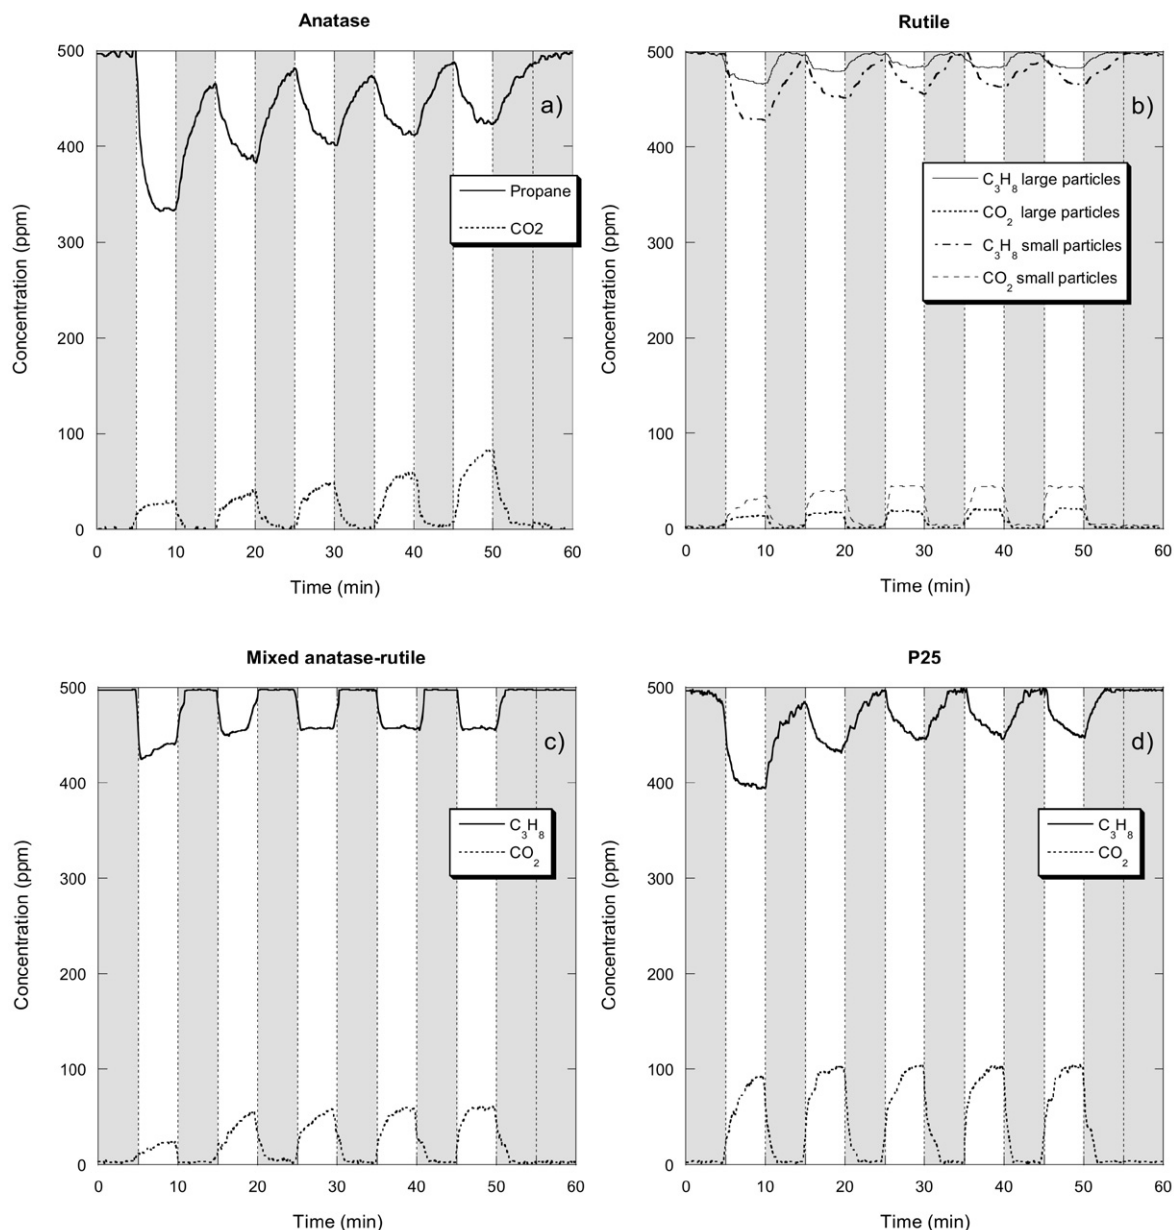 Anatase
500
400
300
200
100
0
0 10 20 30 40 50 60
Concentration (ppm)
Time (min)
a)
Propane
CO2
Rutile
500
400
300
200
100
0
0 10 20 30 40 50 60
Concentration (ppm)
Time (min)
b)
C₃H₈ large particles
CO₂ large particles
C₃H₈ small particles
CO₂ small particles
Mixed anatase-rutile
500
400
300
200
100
0
0 10 20 30 40 50 60
Concentration (ppm)
Time (min)
c)
C₃H₈
CO₂
P25
500
400
300
200
100
0
0 10 20 30 40 50 60
Concentration (ppm)
Time (min)
d)
C₃H₈
CO₂